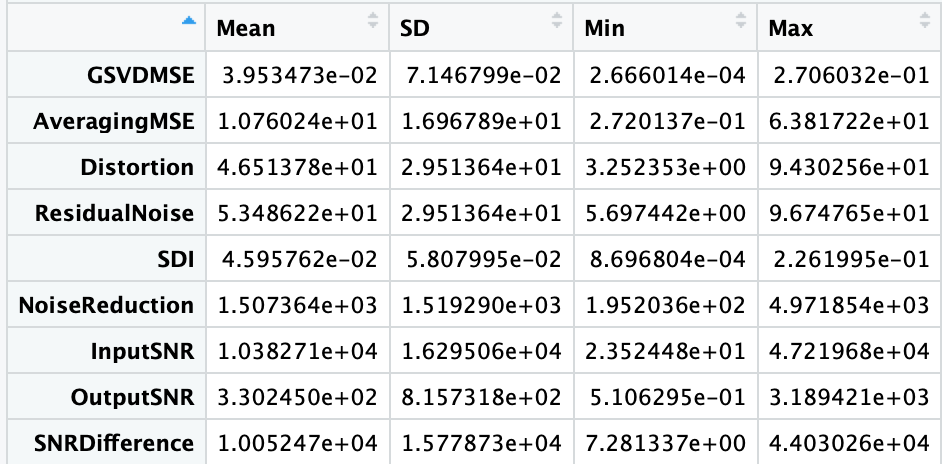 Mean SD Min Max
GSVDMSE 3.953473e-02 7.146799e-02 2.666014e-04 2.706032e-01
AveragingMSE 1.076024e+01 1.696789e+01 2.720137e-01 6.381722e+01
Distortion 4.651378e+01 2.951364e+01 3.252353e+00 9.430256e+01
ResidualNoise 5.348622e+01 2.951364e+01 5.697442e+00 9.674765e+01
SDI 4.595762e-02 5.807995e-02 8.696804e-04 2.261995e-01
NoiseReduction 1.507364e+03 1.519290e+03 1.952036e+02 4.971854e+03
InputSNR 1.038271e+04 1.629506e+04 2.352448e+01 4.721968e+04
OutputSNR 3.302450e+02 8.157318e+02 5.106295e-01 3.189421e+03
SNRDifference 1.005247e+04 1.577873e+04 7.281337e+00 4.403026e+04